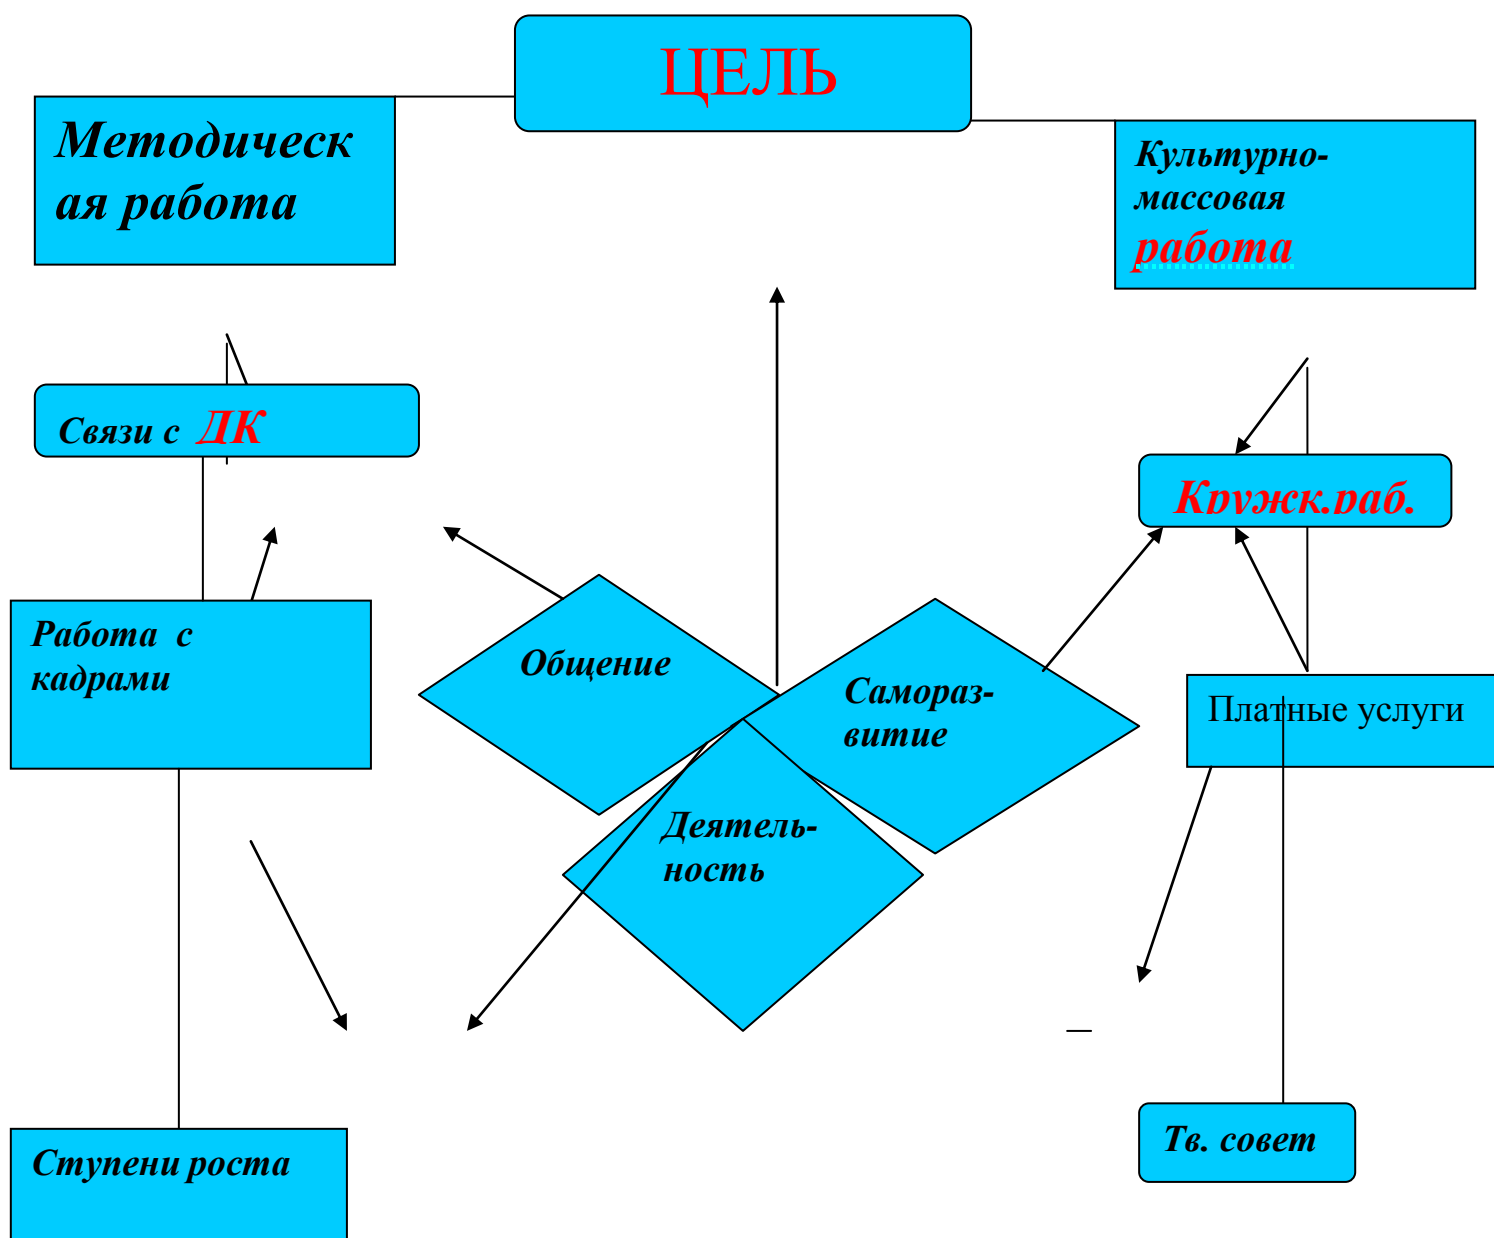 ЦЕЛЬ
Методическ
ая работа
Культурно-
массовая
работа
Связи с ДК
Кружк.раб.
Работа с
кадрами
Общение
Самораз-
витие
Платные услуги
Деятель-
ность
Ступени роста
Тв. совет